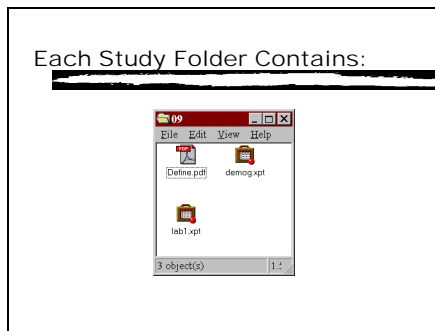 Each Study Folder Contains:
09
File Edit View Help
PDF
Define.pdf demog.xpt
lab1.xpt
3 object(s)